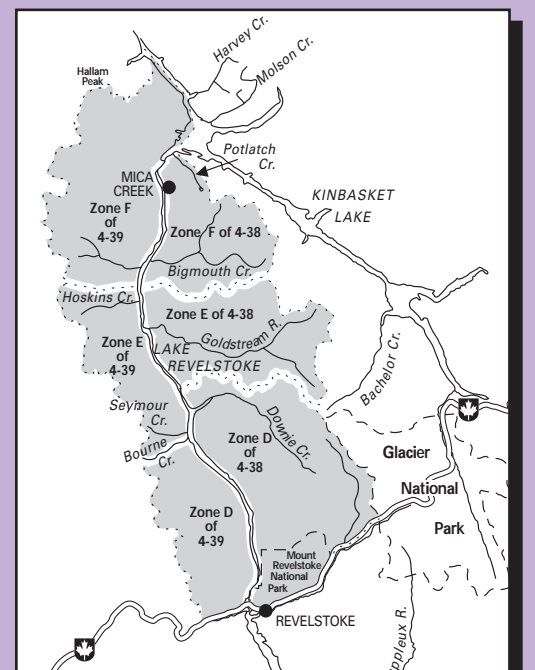 Harvey Cr.
Molson Cr.
Hallam
Peak
Potlatch
Cr.
MICA
CREEK
KINBASKET
LAKE
Zone F
of
4-39
Zone F of 4-38
Bigmouth Cr.
Hoskins Cr.
Zone E of 4-38
Zone E
of
4-39
Goldstream R.
LAKE
REVELSTOKE
Bachelor Cr.
Seymour
Cr.
Downie Cr.
Bourne
Cr.
Zone D
of
4-38
Glacier
National
Park
Zone D
of
4-39
Mount
Revelstoke
National
Park
REVELSTOKE
ppleux R.